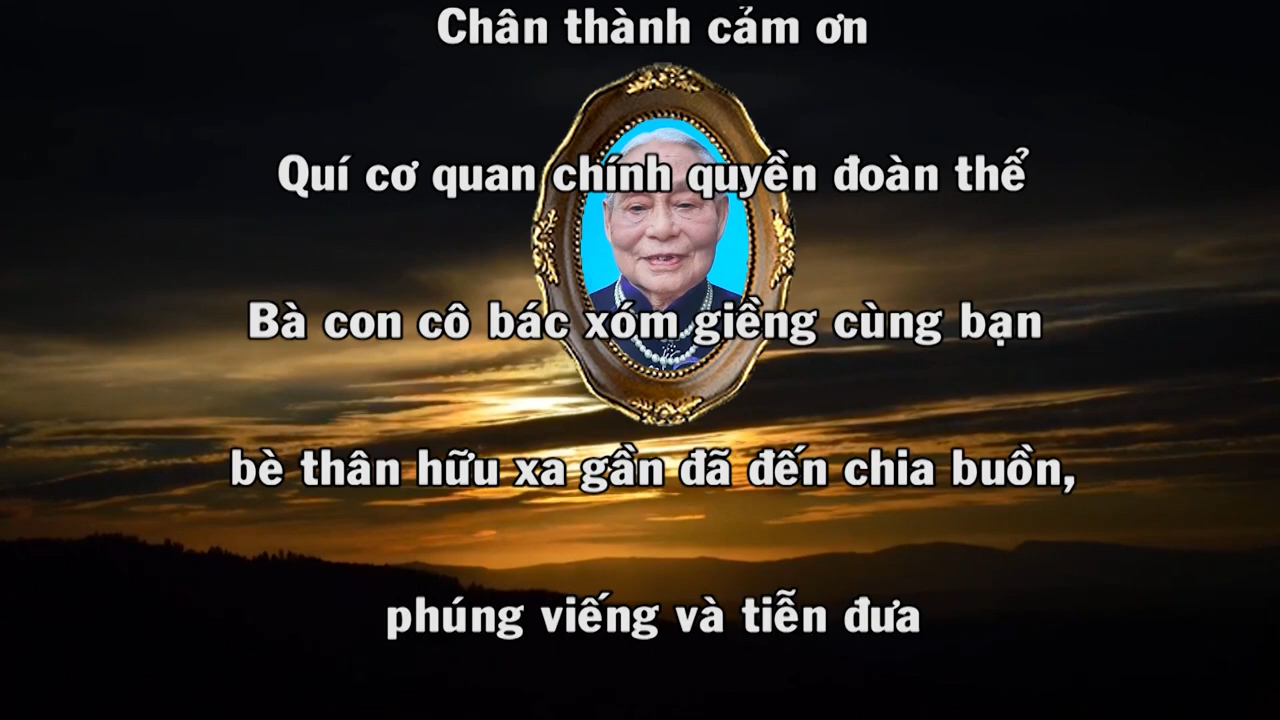 Chân thành cảm ơn
Quí cơ quan chính quyền đoàn thể
Bà con cô bác xóm giềng cùng bạn
bè thân hữu xa gần đã đến chia buồn,
phúng viếng và tiễn đưa